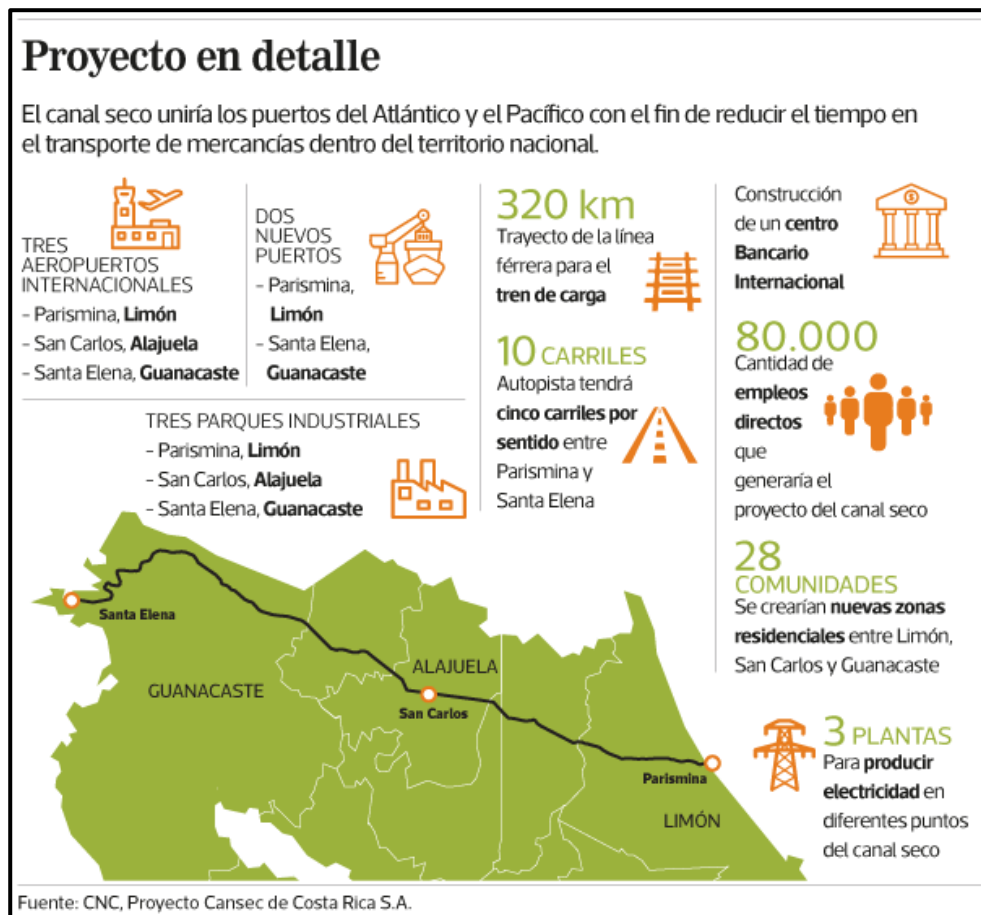 Proyecto en detalle
El canal seco uniría los puertos del Atlántico y el Pacífico con el fin de reducir el tiempo en
el transporte de mercancías dentro del territorio nacional.
TRES
AEROPUERTOS
INTERNACIONALES
- Parismina, Limón
- San Carlos, Alajuela
- Santa Elena, Guanacaste
DOS
NUEVOS
PUERTOS
- Parismina,
Limón
- Santa Elena,
Guanacaste
TRES PARQUES INDUSTRIALES
- Parismina, Limón
- San Carlos, Alajuela
- Santa Elena, Guanacaste
320 km
Trayecto de la línea
férrera para el
tren de carga
10 CARRILES
Autopista tendrá
cinco carriles por
sentido entre
Parismina y
Santa Elena
Construcción
de un centro
Bancario
Internacional
80.000
Cantidad de
empleos
directos
que
generaría el
proyecto del canal seco
28
COMUNIDADES
Se crearían nuevas zonas
residenciales entre Limón,
San Carlos y Guanacaste
3 PLANTAS
Para producir
electricidad en
diferentes puntos
del canal seco
Santa Elena
GUANACASTE
ALAJUELA
San Carlos
Parismina
LIMÓN
Fuente: CNC, Proyecto Cansec de Costa Rica S.A.